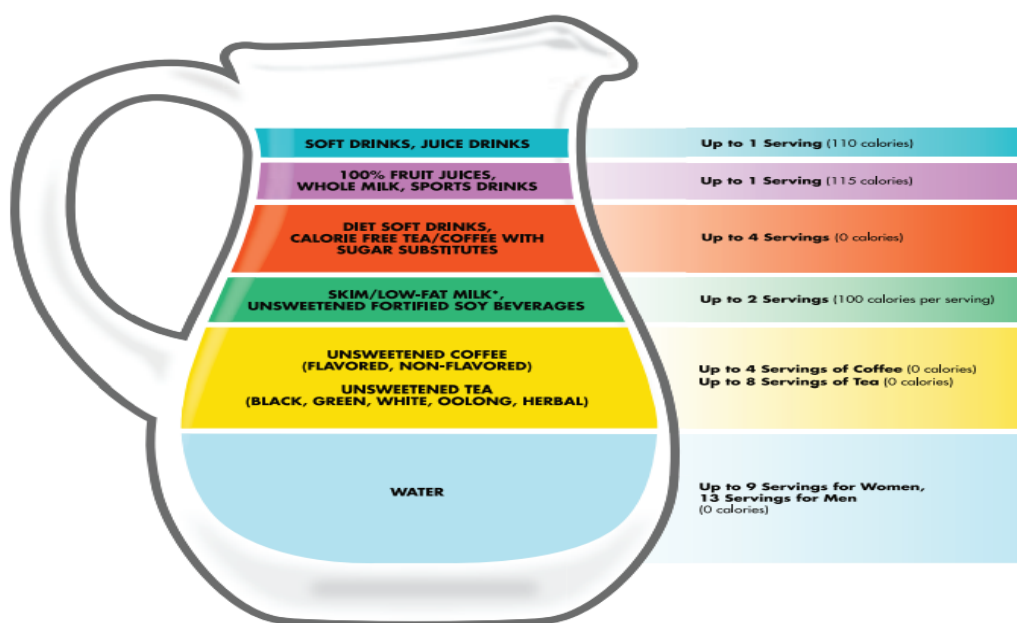 SOFT DRINKS, JUICE DRINKS
Up to 1 Serving (110 calories)
100% FRUIT JUICES,
WHOLE MILK, SPORTS DRINKS
Up to 1 Serving (115 calories)
DIET SOFT DRINKS,
CALORIE FREE TEA/COFFEE WITH
SUGAR SUBSTITUTES
Up to 4 Servings (0 calories)
SKIM/LOW-FAT MILK*,
UNSWEETENED FORTIFIED SOY BEVERAGES
Up to 2 Servings (100 calories per serving)
UNSWEETENED COFFEE
(FLAVORED, NON-FLAVORED)
UNSWEETENED TEA
(BLACK, GREEN, WHITE, OOLONG, HERBAL)
Up to 4 Servings of Coffee (0 calories)
Up to 8 Servings of Tea (0 calories)
WATER
Up to 9 Servings for Women,
13 Servings for Men
(0 calories)